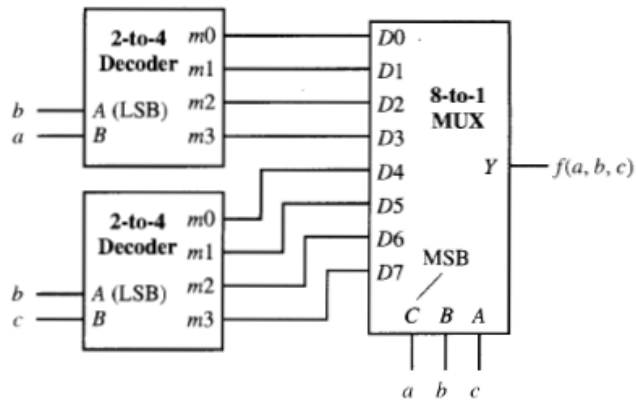 2-to-4
Decoder
b
a
A (LSB)
B
m0
m1
m2
m3
2-to-4
Decoder
b
c
A (LSB)
B
m0
m1
m2
m3
D0
D1
D2
D3
D4
D5
D6
D7
8-to-1
MUX
Y
f(a, b, c)
MSB
C B A
a b c